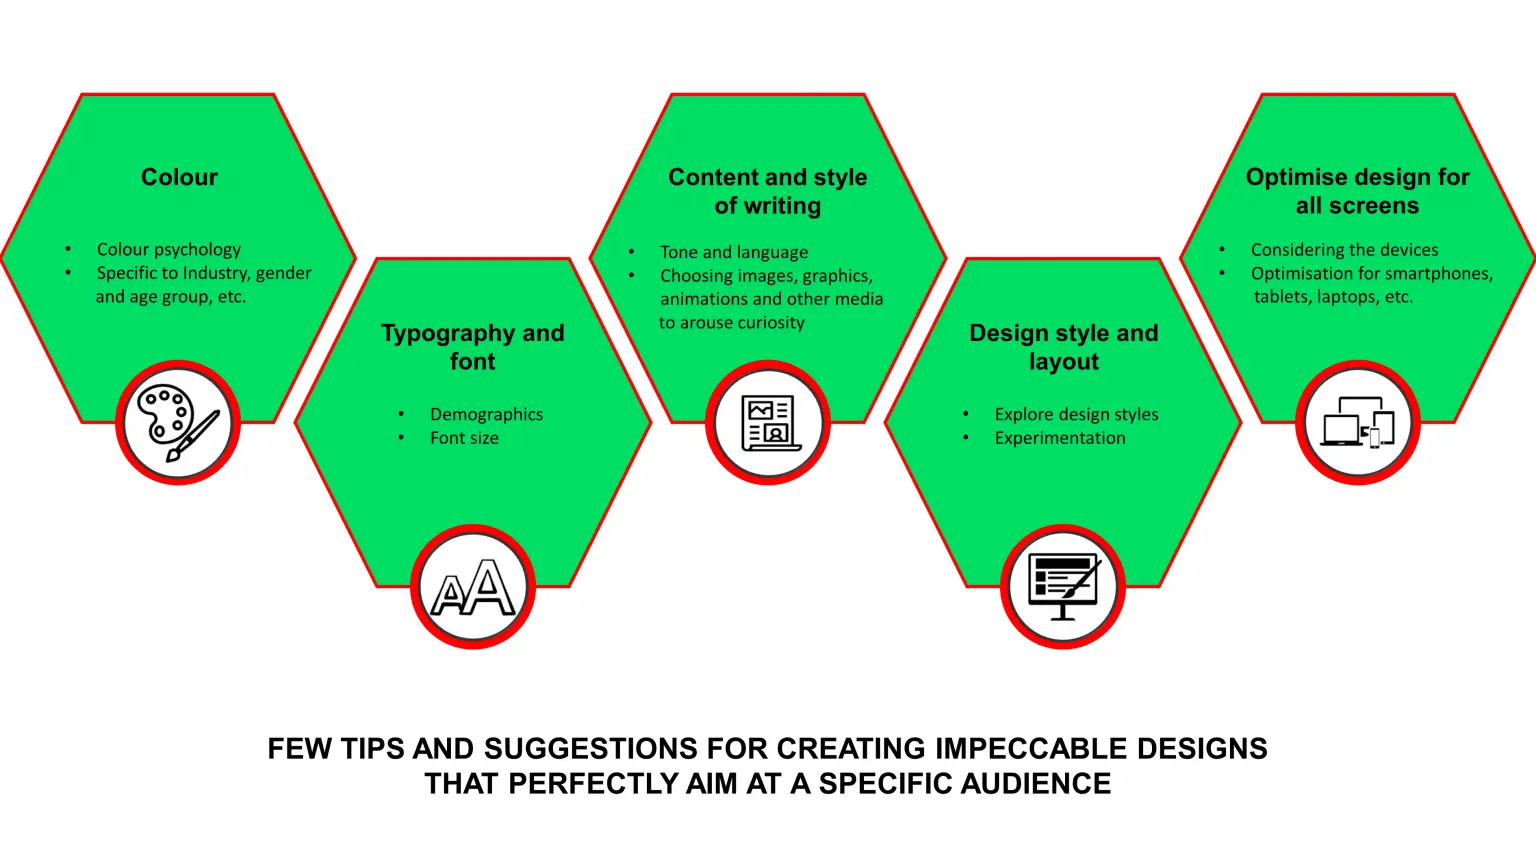 Colour
• Colour psychology
• Specific to Industry, gender
and age group, etc.
Typography and
font
• Demographics
• Font size
Content and style
of writing
• Tone and language
• Choosing images, graphics,
animations and other media
to arouse curiosity
Design style and
layout
• Explore design styles
• Experimentation
Optimise design for
all screens
• Considering the devices
• Optimisation for smartphones,
tablets, laptops, etc.
AA
FEW TIPS AND SUGGESTIONS FOR CREATING IMPECCABLE DESIGNS
THAT PERFECTLY AIM AT A SPECIFIC AUDIENCE